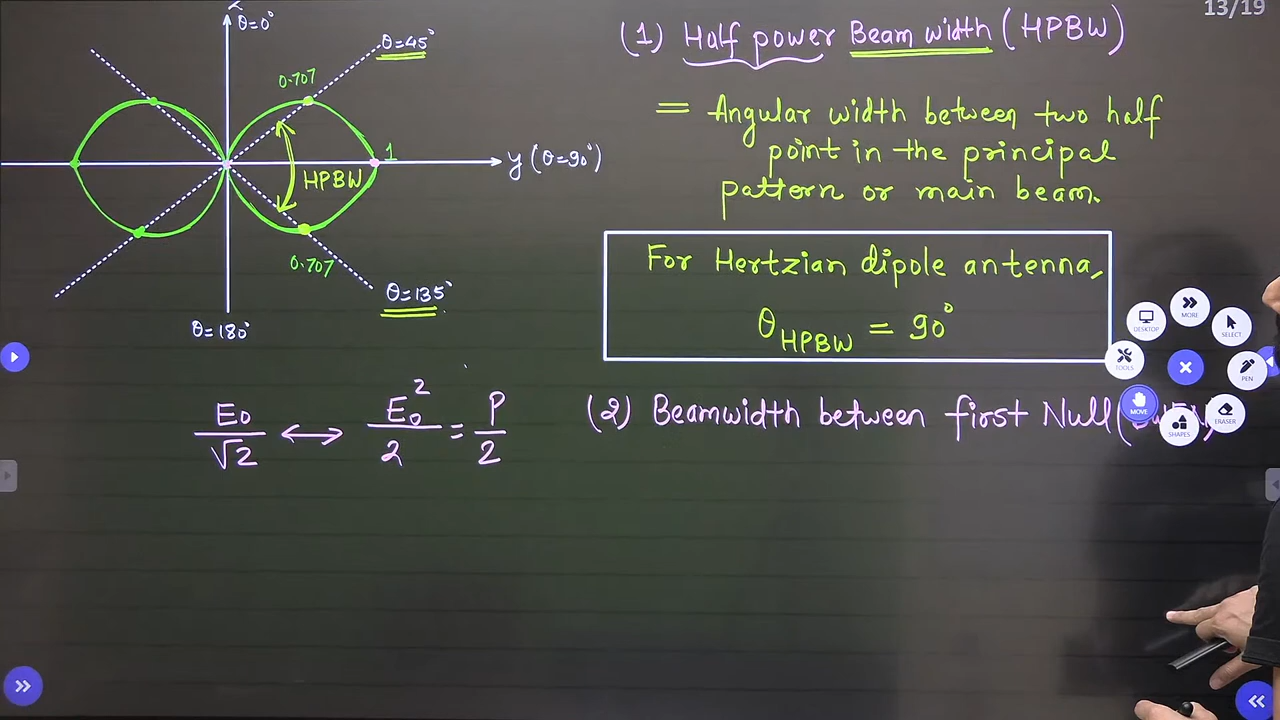 13/19
z
θ=0°
θ=45°
0.707
1
y (θ=90°)
HPBW
0.707
θ=135°
θ=180°
(1) Half power Beam width (HPBW)
= Angular width between two half
point in the principal
pattern or main beam.
For Hertzian dipole antenna,
θHPBW = 90°
E₀/√2 ↔ E₀²/2 = P/2
(2) Beamwidth between first Null (
DESKTOP
MORE
SELECT
TOOLS
PEN
MOVE
SHAPES
ERASER